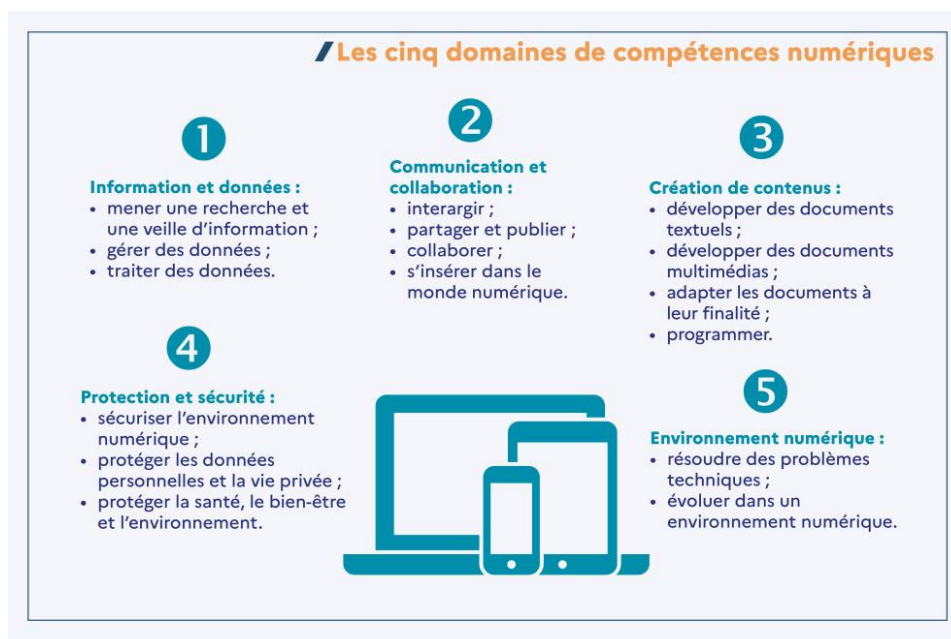 Les cinq domaines de compétences numériques
1
Information et données :
• mener une recherche et
une veille d'information ;
• gérer des données ;
• traiter des données.
2
Communication et
collaboration :
• interargir ;
• partager et publier ;
• collaborer ;
• s'insérer dans le
monde numérique.
3
Création de contenus :
• développer des documents
textuels ;
• développer des documents
multimédias ;
• adapter les documents à
leur finalité ;
• programmer.
4
Protection et sécurité :
• sécuriser l'environnement
numérique ;
• protéger les données
personnelles et la vie privée ;
• protéger la santé, le bien-être
et l'environnement.
5
Environnement numérique :
• résoudre des problèmes
techniques ;
• évoluer dans un
environnement numérique.